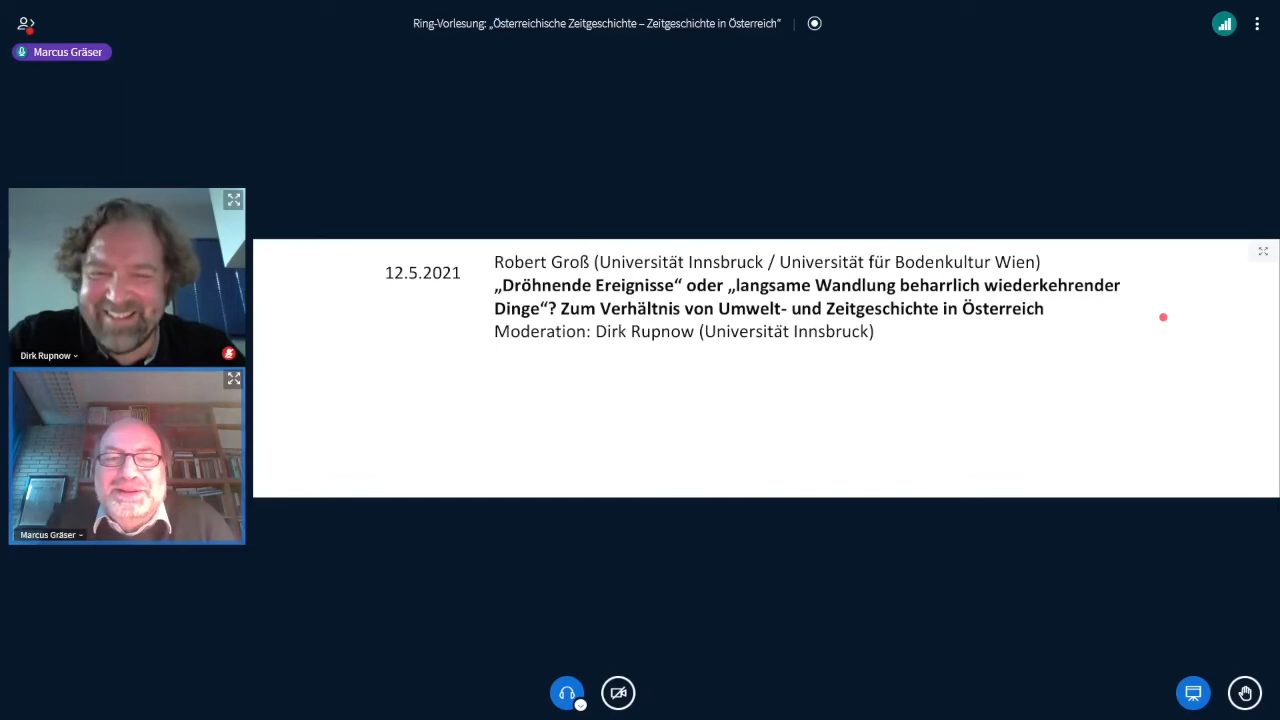 Ring-Vorlesung: „Österreichische Zeitgeschichte – Zeitgeschichte in Österreich“
Marcus Gräser
Dirk Rupnow
Marcus Gräser
12.5.2021
Robert Groß (Universität Innsbruck / Universität für Bodenkultur Wien)
„Dröhnende Ereignisse“ oder „langsame Wandlung beharrlich wiederkehrender
Dinge“? Zum Verhältnis von Umwelt- und Zeitgeschichte in Österreich
Moderation: Dirk Rupnow (Universität Innsbruck)